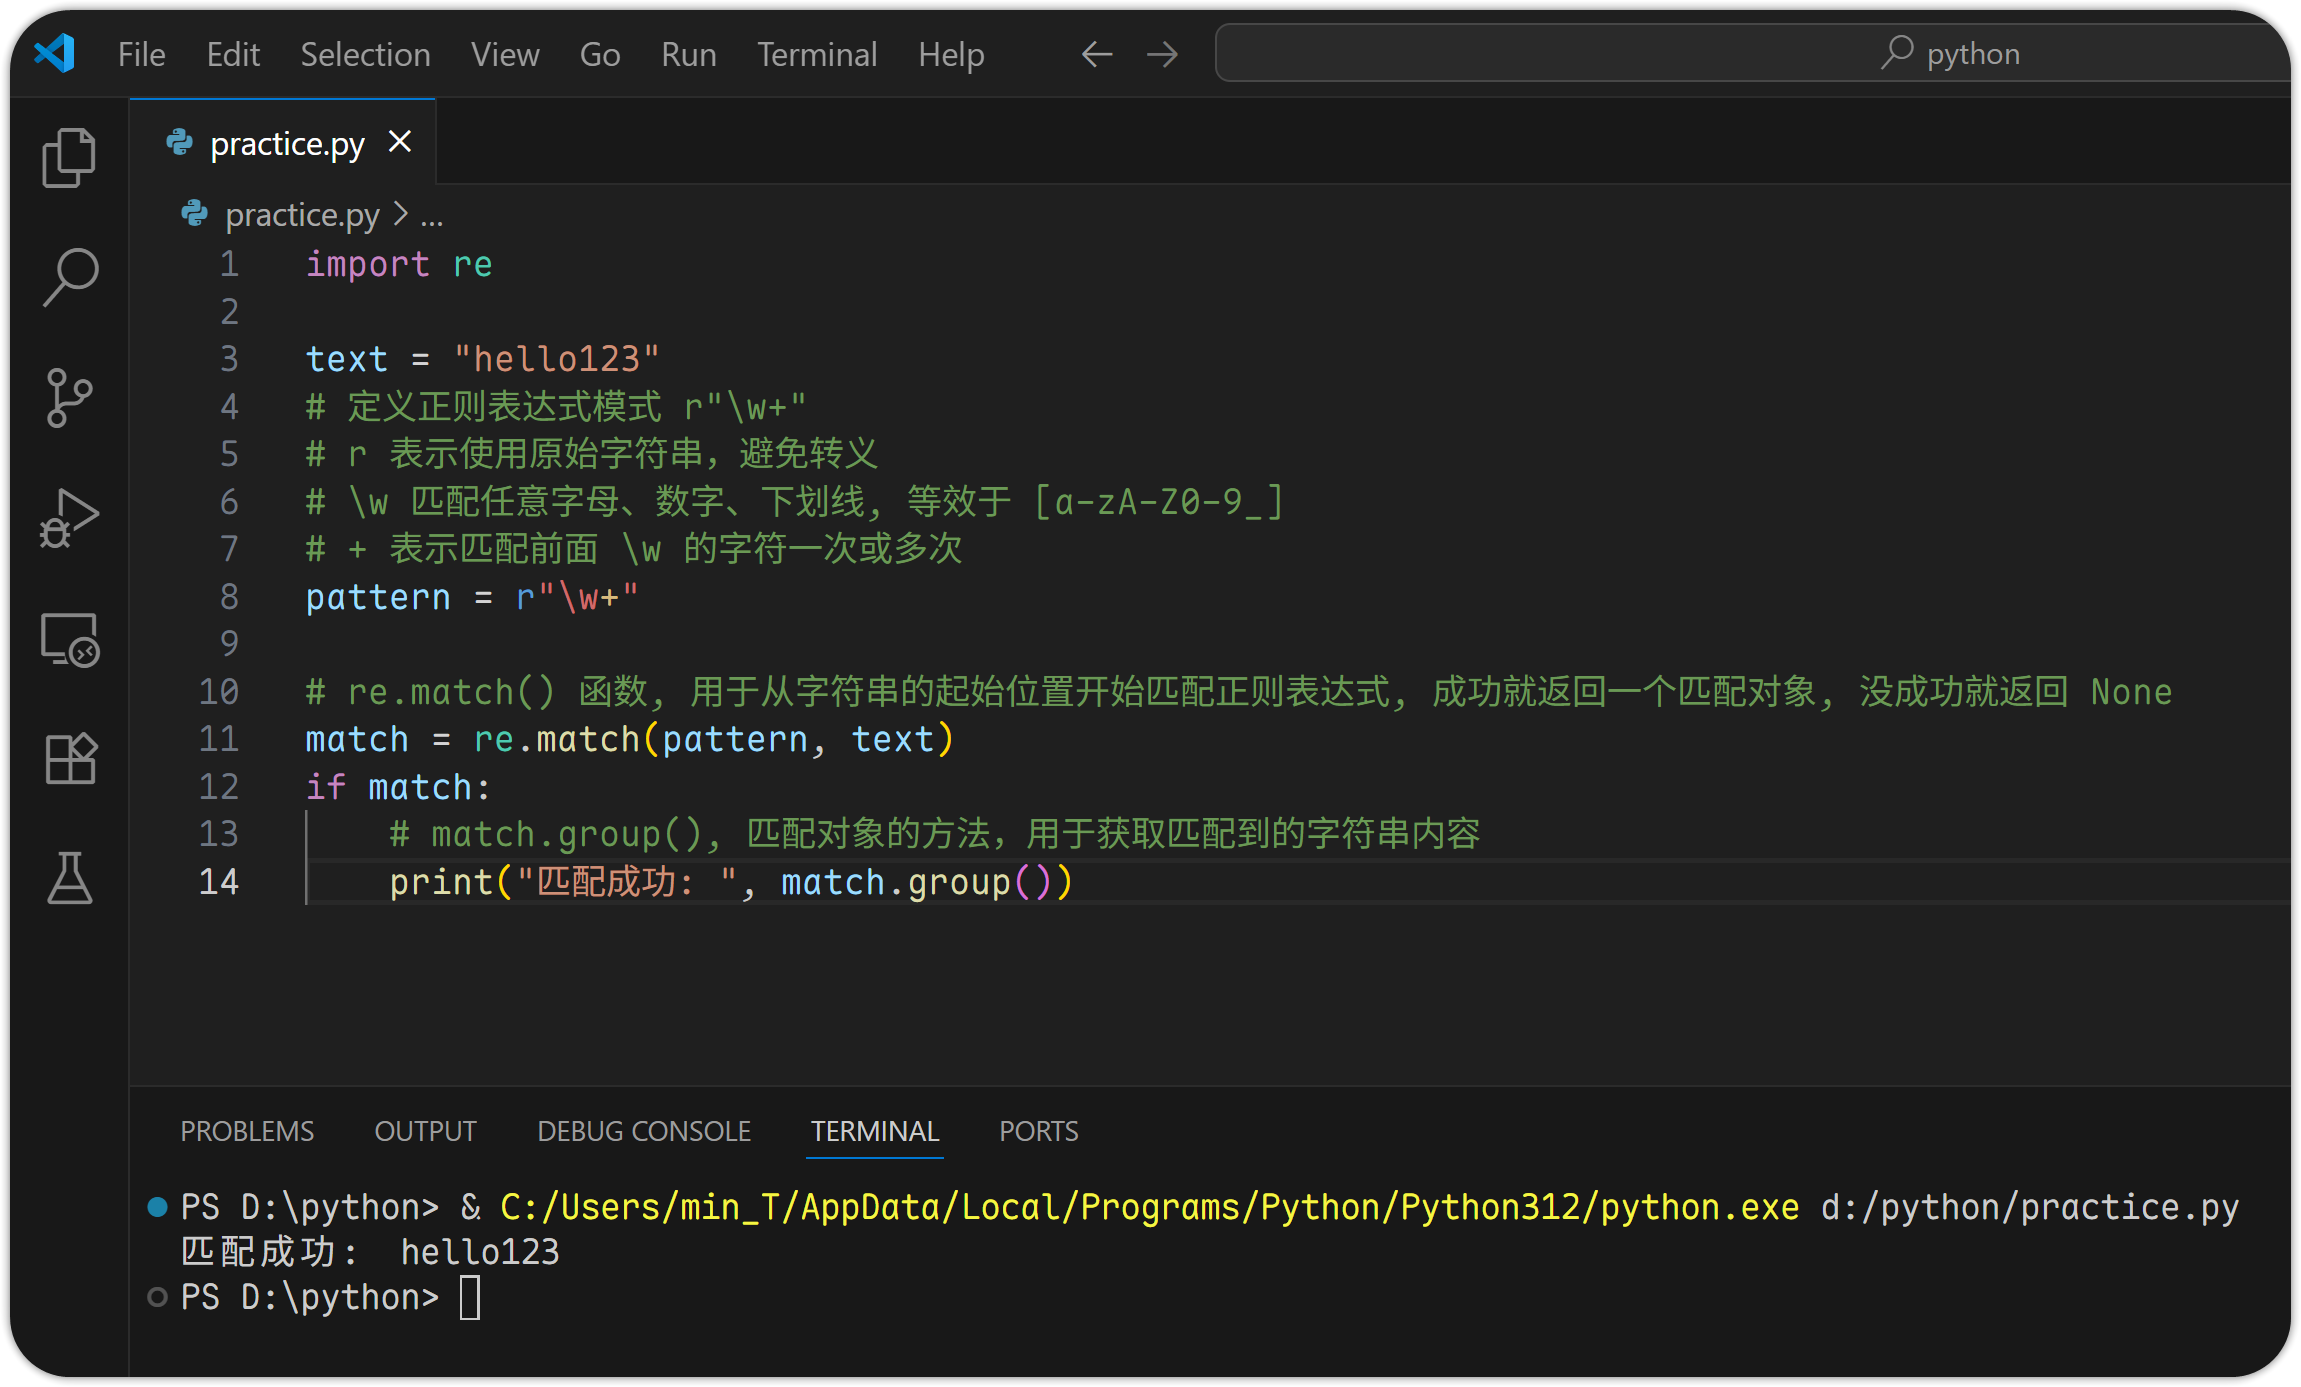 File Edit Selection View Go Run Terminal Help python
practice.py
practice.py > ...
1 import re
2
3 text = "hello123"
4 # 定义正则表达式模式 r"\w+"
5 # r 表示使用原始字符串，避免转义
6 # \w 匹配任意字母、数字、下划线, 等效于 [a-zA-Z0-9_]
7 # + 表示匹配前面 \w 的字符一次或多次
8 pattern = r"\w+"
9
10 # re.match() 函数, 用于从字符串的起始位置开始匹配正则表达式, 成功就返回一个匹配对象, 没成功就返回 None
11 match = re.match(pattern, text)
12 if match:
13     # match.group(), 匹配对象的方法，用于获取匹配到的字符串内容
14     print("匹配成功: ", match.group())
PROBLEMS OUTPUT DEBUG CONSOLE TERMINAL PORTS
PS D:\python> & C:/Users/min_T/AppData/Local/Programs/Python/Python312/python.exe d:/python/practice.py
匹配成功:  hello123
PS D:\python>